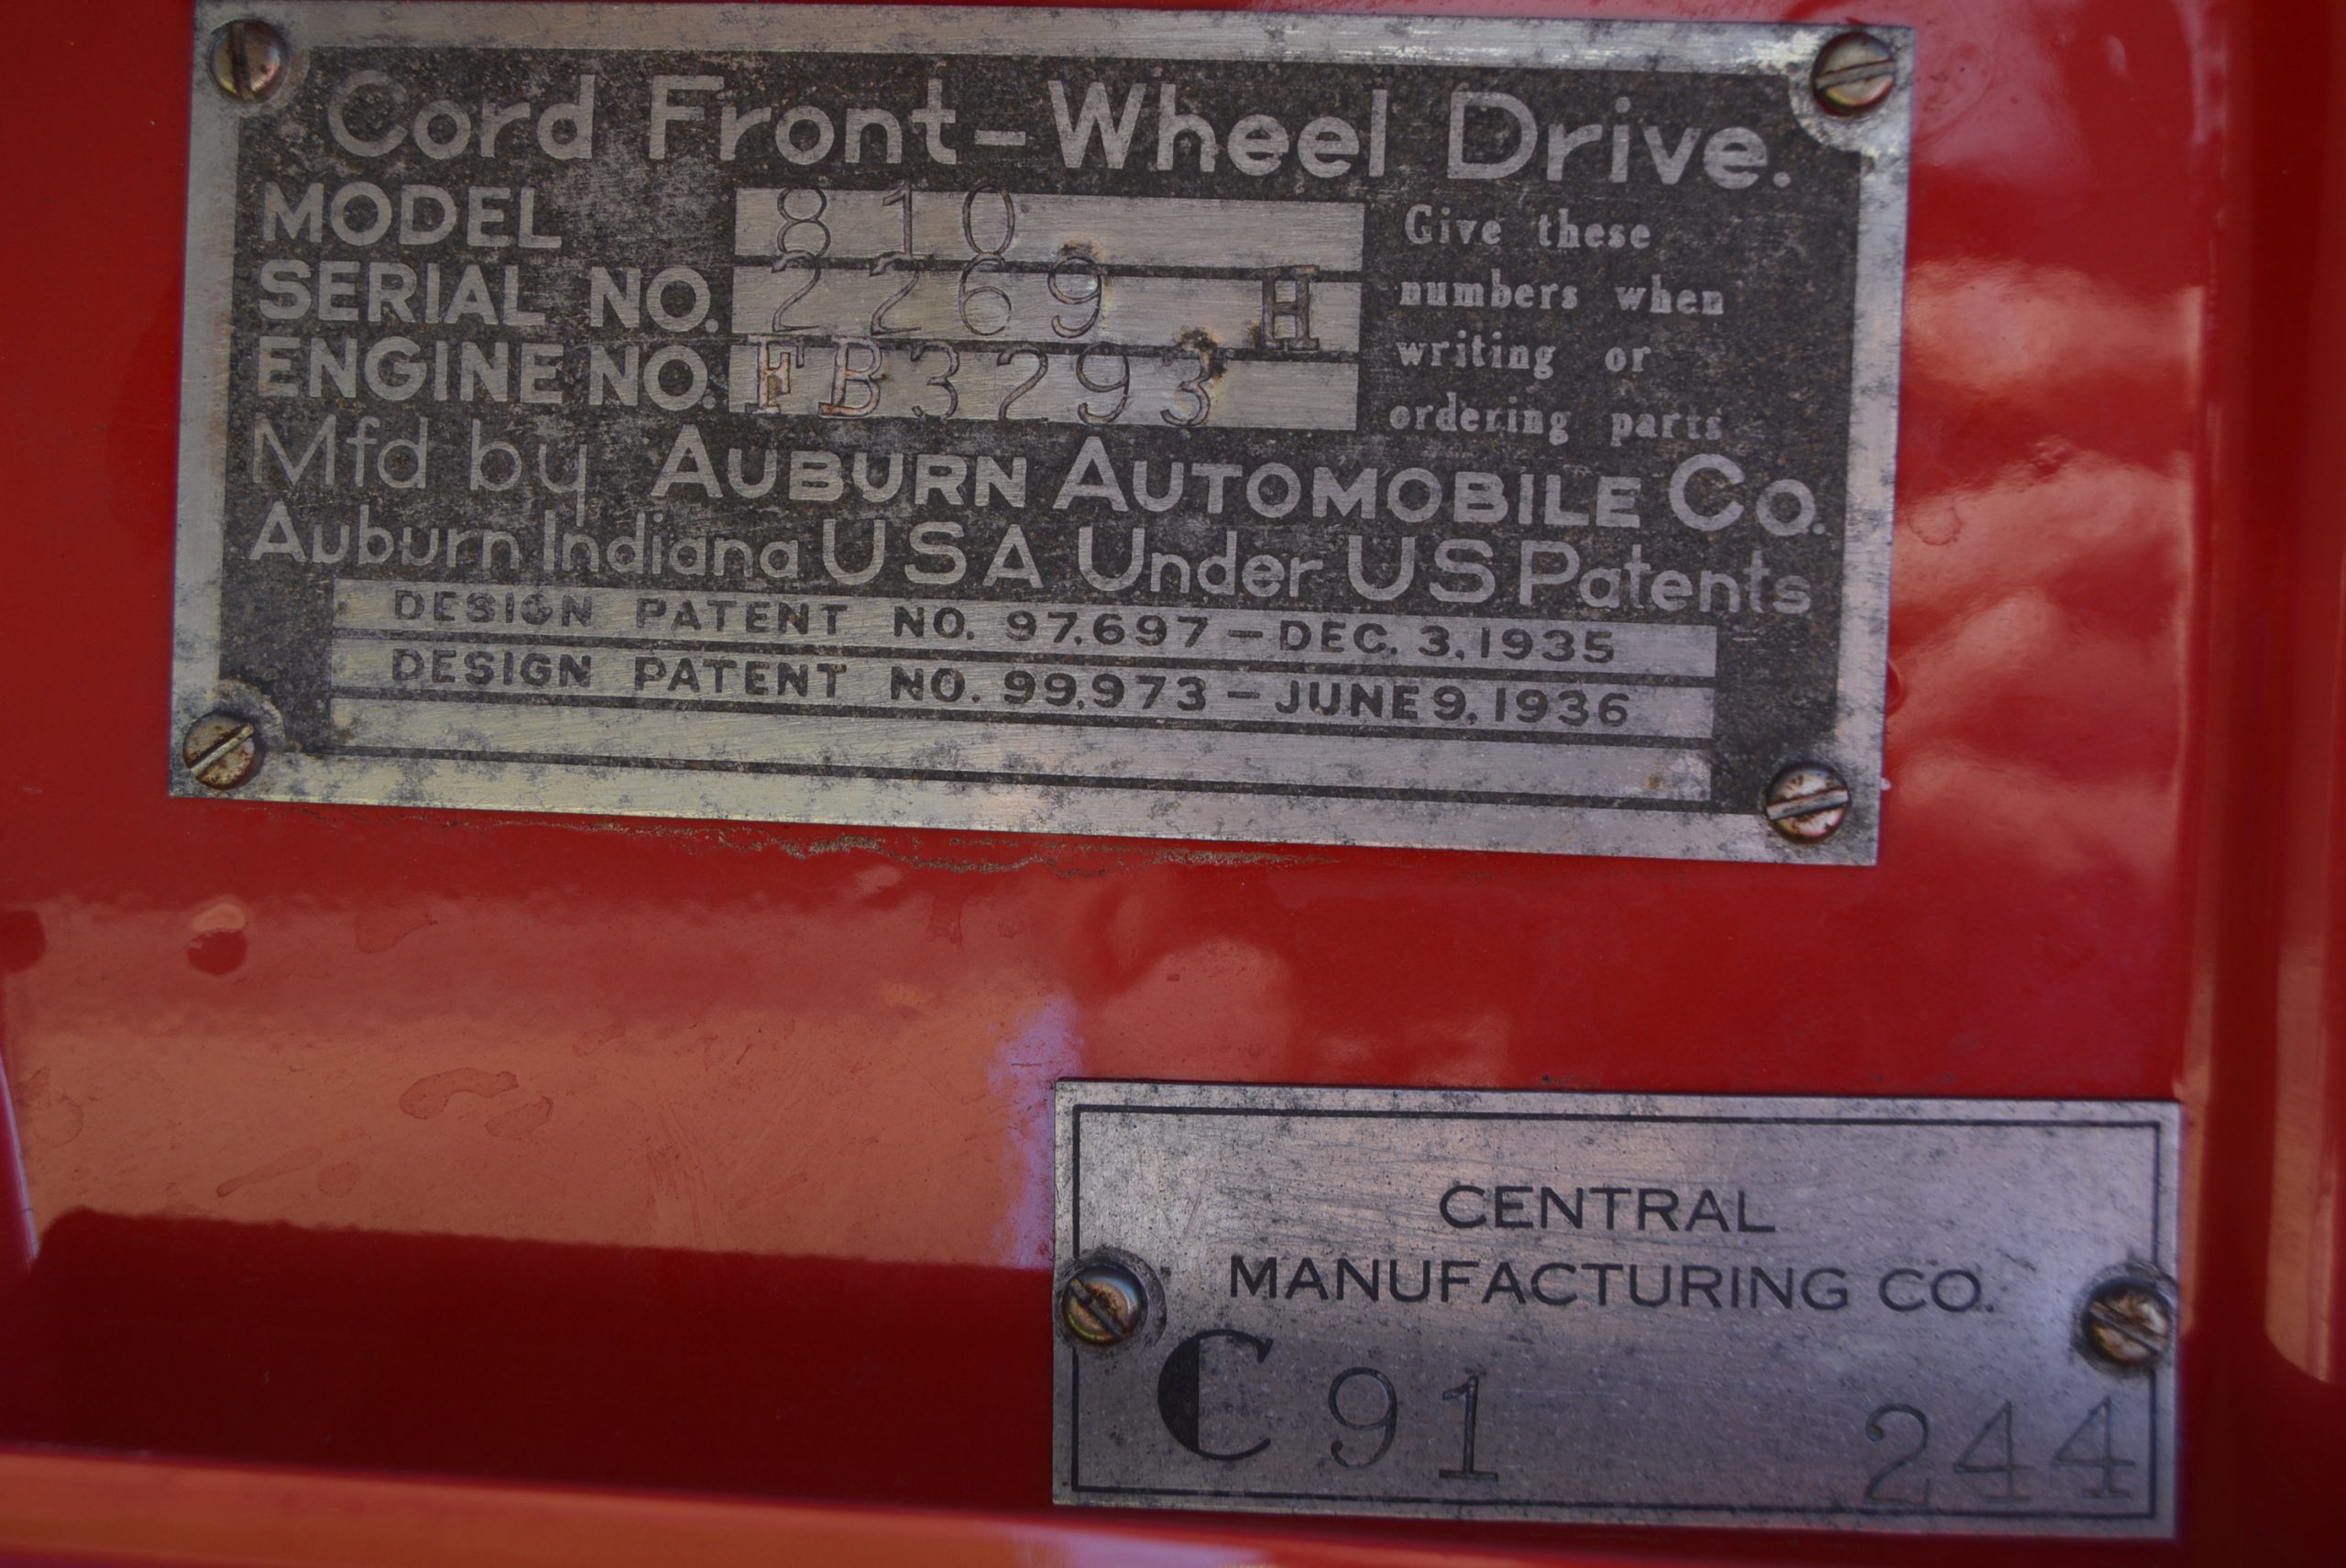 Cord Front-Wheel Drive.
MODEL 810
SERIAL NO. 2269 H
ENGINE NO. FB3293
Give these
numbers when
writing or
ordering parts
Mfd by AUBURN AUTOMOBILE CO.
Auburn Indiana USA Under US Patents
DESIGN PATENT NO. 97,697 – DEC. 3, 1935
DESIGN PATENT NO. 99,973 – JUNE 9, 1936
CENTRAL
MANUFACTURING CO.
C 91 244